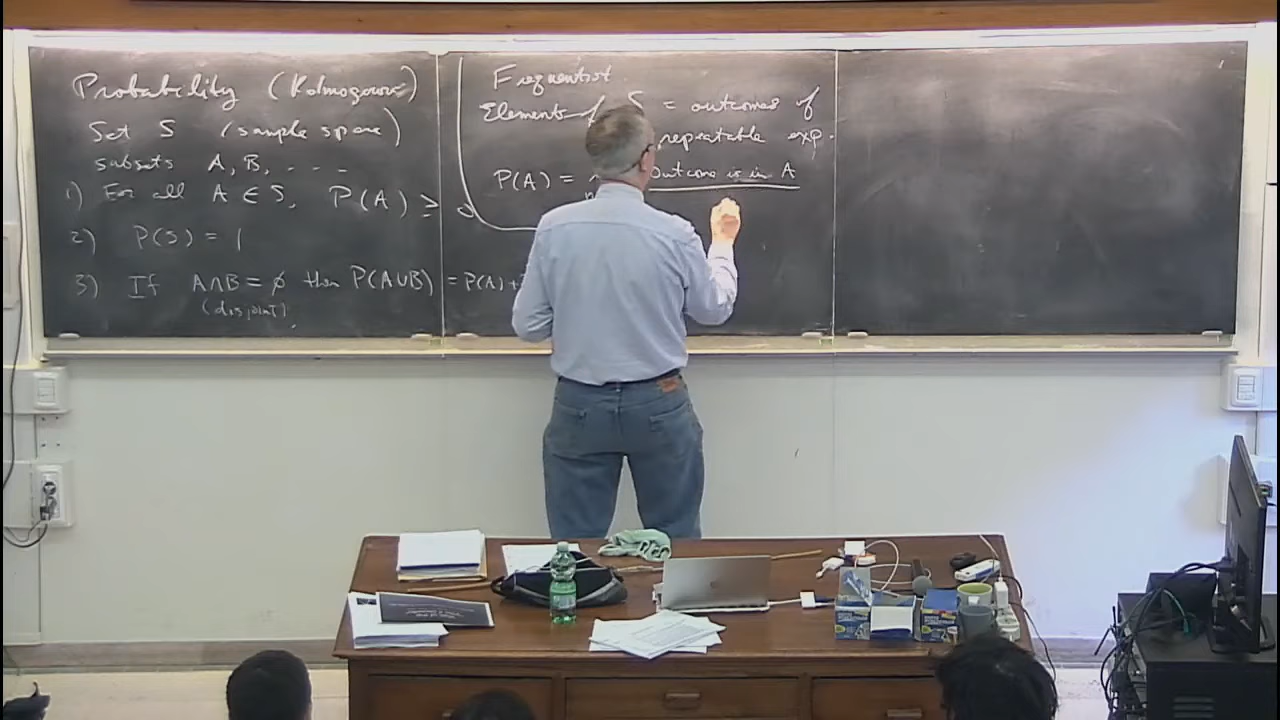 Probability (Kolmogorov)
Set S (sample space)
subsets A, B, . . .
1) For all A ∈ S, P(A) ≥ 0
2) P(S) = 1
3) If A∩B = ∅ then P(A∪B) = P(A) +
(disjoint)
Frequentist
Elements of S = outcomes of
repeatable exp.
P(A) = outcome is in A